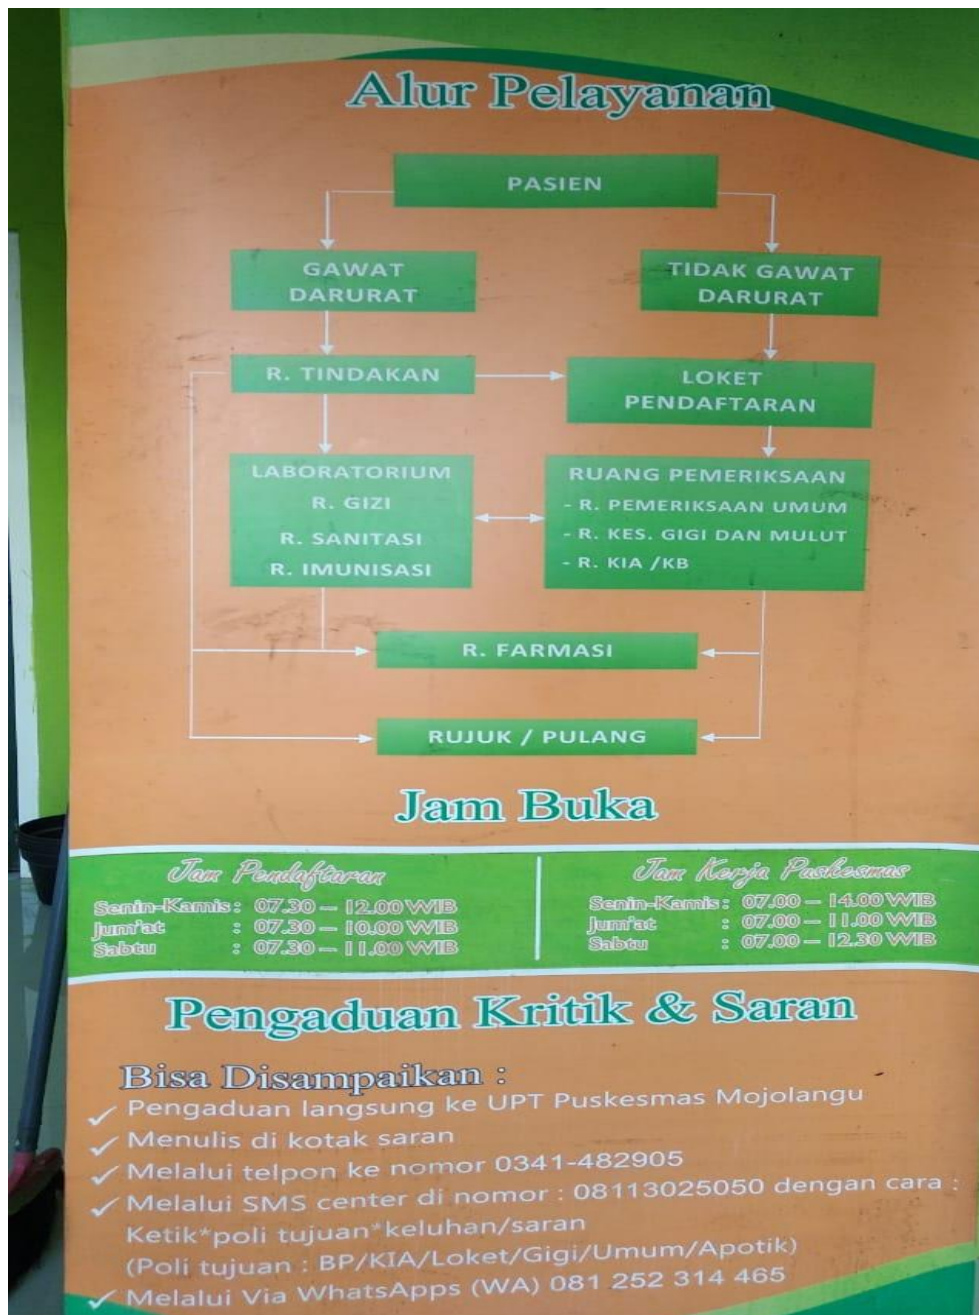 Alur Pelayanan
PASIEN
GAWAT
DARURAT
TIDAK GAWAT
DARURAT
R. TINDAKAN
LOKET
PENDAFTARAN
LABORATORIUM
R. GIZI
R. SANITASI
R. IMUNISASI
RUANG PEMERIKSAAN
- R. PEMERIKSAAN UMUM
- R. KES. GIGI DAN MULUT
- R. KIA /KB
R. FARMASI
RUJUK / PULANG
Jam Buka
Jam Pendaftaran
Senin-Kamis : 07.30 – 12.00 WIB
Jum'at : 07.30 – 10.00 WIB
Sabtu : 07.30 – 11.00 WIB
Jam Kerja Puskesmas
Senin-Kamis : 07.00 – 14.00 WIB
Jum'at : 07.00 – 11.00 WIB
Sabtu : 07.00 – 12.30 WIB
Pengaduan Kritik & Saran
Bisa Disampaikan :
✓ Pengaduan langsung ke UPT Puskesmas Mojolangu
✓ Menulis di kotak saran
✓ Melalui telpon ke nomor 0341-482905
✓ Melalui SMS center di nomor : 08113025050 dengan cara :
Ketik*poli tujuan*keluhan/saran
(Poli tujuan : BP/KIA/Loket/Gigi/Umum/Apotik)
✓ Melalui Via WhatsApps (WA) 081 252 314 465